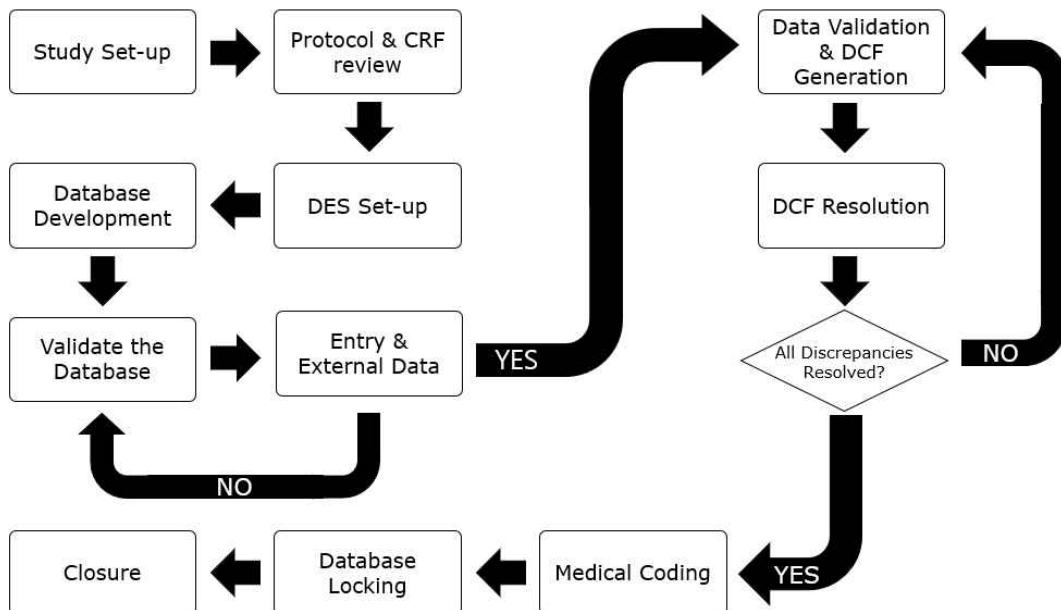 Study Set-up
Protocol & CRF
review
DES Set-up
Database
Development
Validate the
Database
Entry &
External Data
YES
NO
Data Validation
& DCF
Generation
DCF Resolution
All Discrepancies
Resolved?
NO
YES
Medical Coding
Database
Locking
Closure